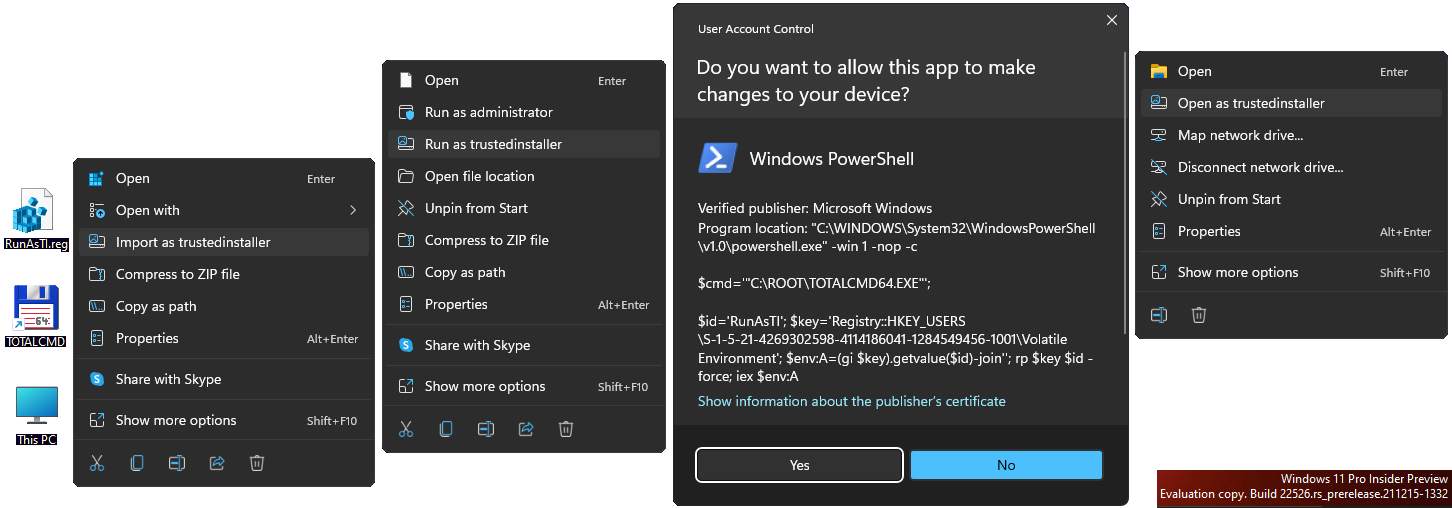 RunAsTI.reg
64
TOTALCMD
This PC
Open Enter
Open with
Import as trustedinstaller
Compress to ZIP file
Copy as path
Properties Alt+Enter
Share with Skype
Show more options Shift+F10
Open Enter
Run as administrator
Run as trustedinstaller
Open file location
Unpin from Start
Compress to ZIP file
Copy as path
Properties Alt+Enter
Share with Skype
Show more options Shift+F10
User Account Control
Do you want to allow this app to make
changes to your device?
Windows PowerShell
Verified publisher: Microsoft Windows
Program location: "C:\WINDOWS\System32\WindowsPowerShell
\v1.0\powershell.exe" -win 1 -nop -c
$cmd='"C:\ROOT\TOTALCMD64.EXE"';
$id='RunAsTI'; $key='Registry::HKEY_USERS
\S-1-5-21-4269302598-4114186041-1284549456-1001\Volatile
Environment'; $env:A=(gi $key).getvalue($id)-join''; rp $key $id -
force; iex $env:A
Show information about the publisher's certificate
Yes
No
Open Enter
Open as trustedinstaller
Map network drive...
Disconnect network drive...
Unpin from Start
Properties Alt+Enter
Show more options Shift+F10
Windows 11 Pro Insider Preview
Evaluation copy. Build 22526.rs_prerelease.211215-1332